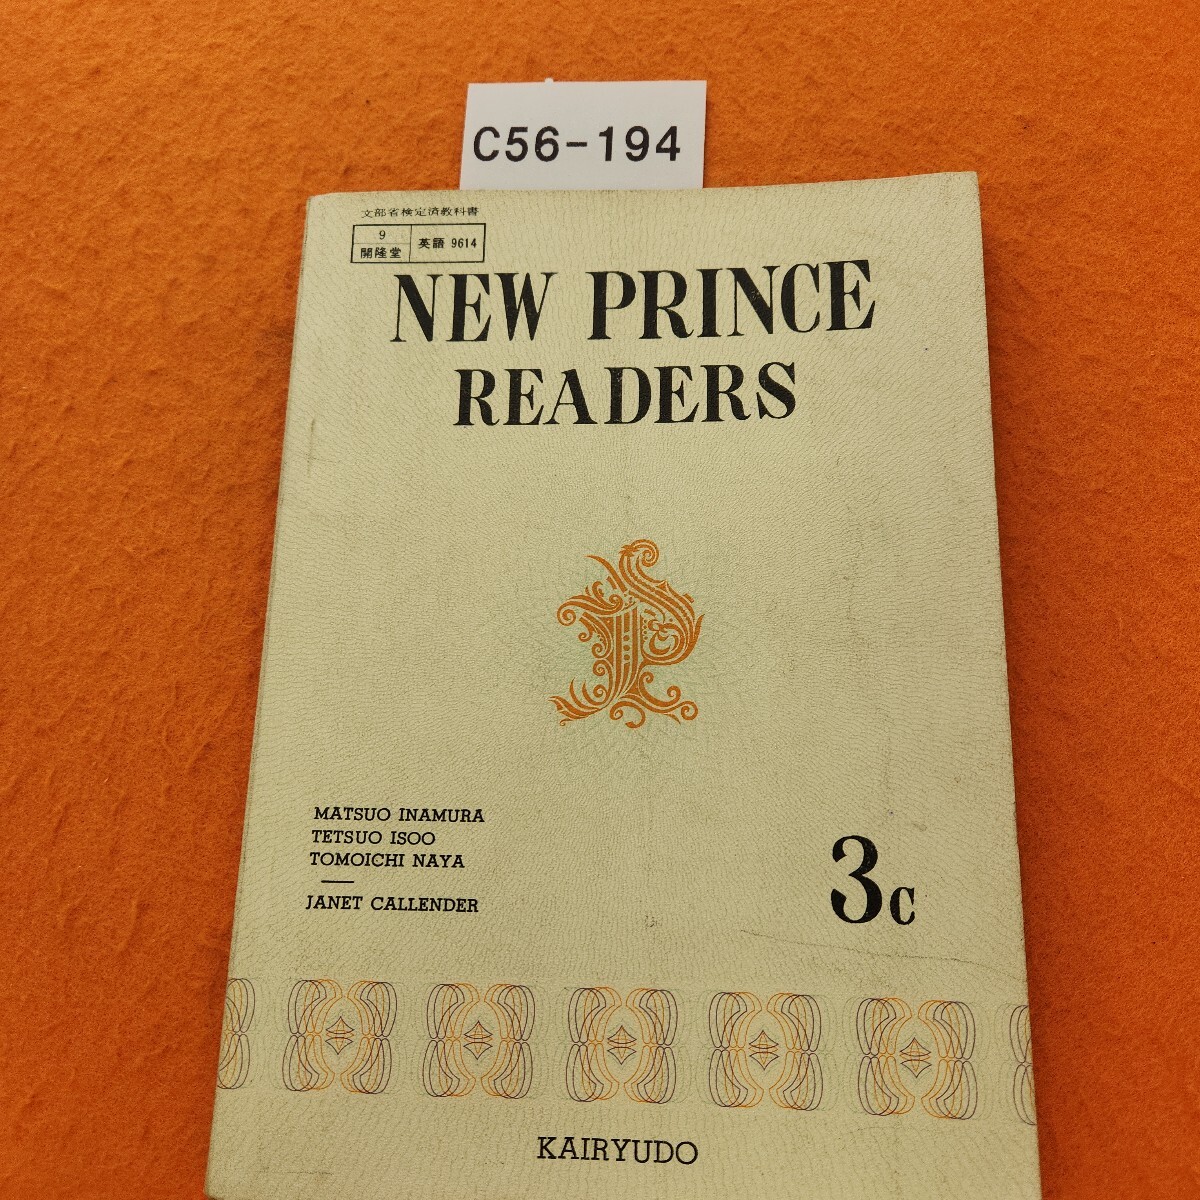 C56-194
文部省検定済教科書
9
開隆堂
英語 9614
NEW PRINCE
READERS
MATSUO INAMURA
TETSUO ISOO
TOMOICHI NAYA
JANET CALLENDER
3c
KAIRYUDO